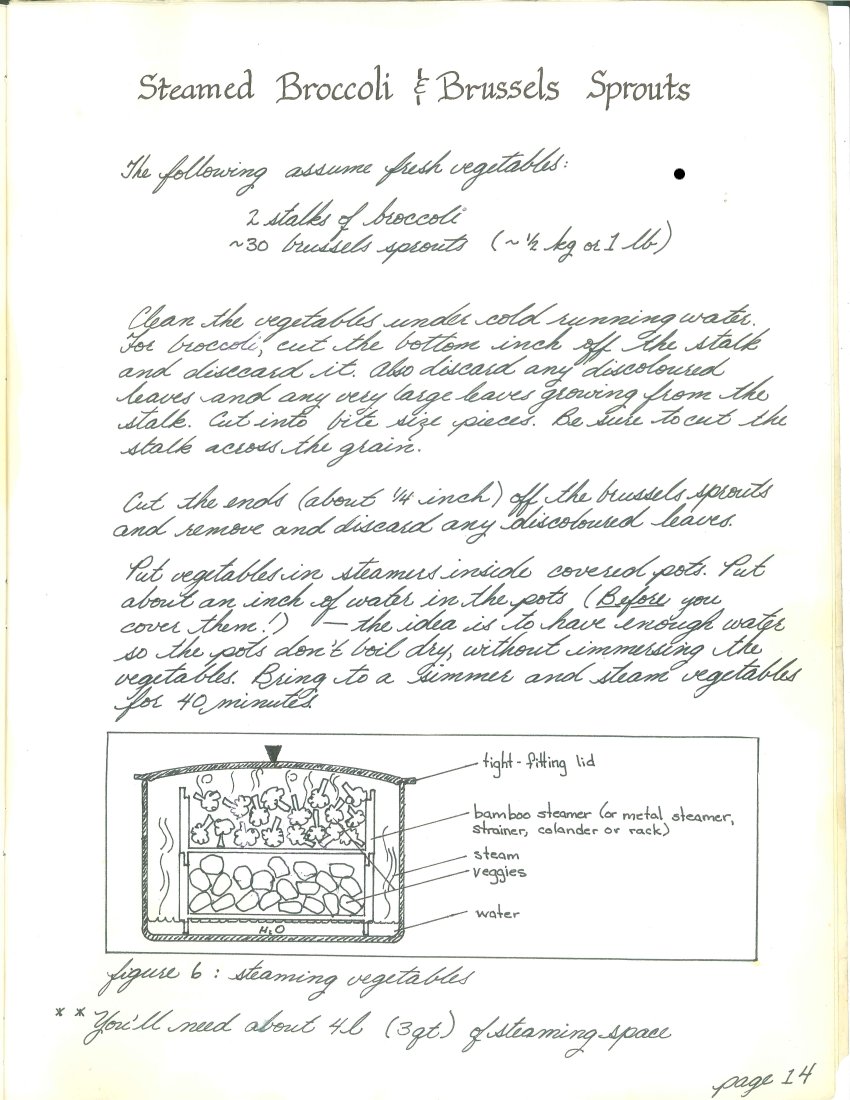 Steamed Broccoli & Brussels Sprouts
The following assume fresh vegetables:
2 stalks of broccoli
~30 brussels sprouts (~ ½ kg or 1 lb)
Clean the vegetables under cold running water.
For broccoli, cut the bottom inch off the stalk
and disccard it. Also discard any discoloured
leaves and any very large leaves growing from the
stalk. Cut into bite size pieces. Be sure to cut the
stalk across the grain.
Cut the ends (about ¼ inch) off the brussels sprouts
and remove and discard any discoloured leaves.
Put vegetables in steamers inside covered pots. Put
about an inch of water in the pots (Before you
cover them!) — the idea is to have enough water
so the pots don't boil dry, without immersing the
vegetables. Bring to a simmer and steam vegetables
for 40 minutes.
tight-fitting lid
bamboo steamer (or metal steamer,
strainer, colander or rack)
steam
veggies
water
H₂O
figure 6 : steaming vegetables
** You'll need about 4l (3qt) of steaming space
page 14